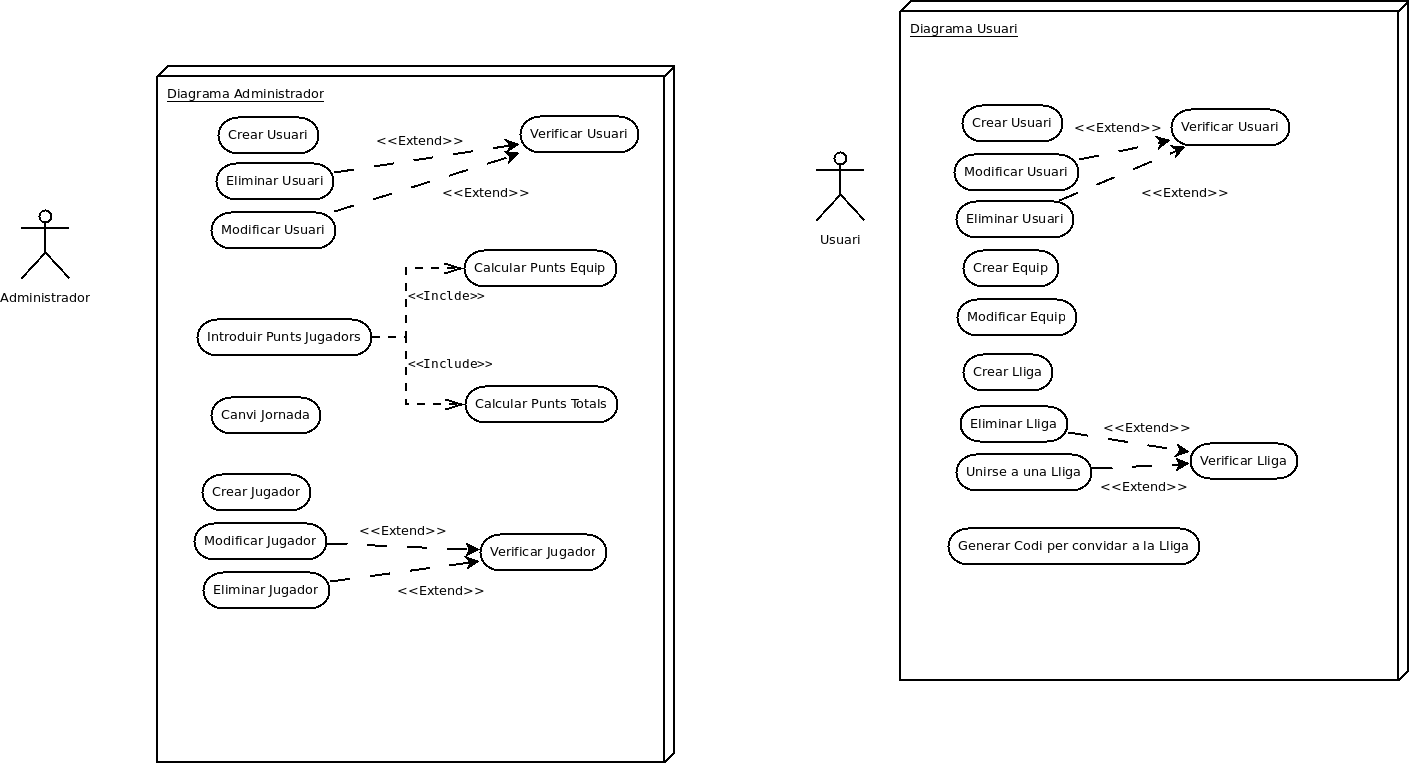 Diagrama Administrador
Crear Usuari
<<Extend>>
Verificar Usuari
Eliminar Usuari
<<Extend>>
Modificar Usuari
Administrador
Calcular Punts Equip
<<Inclde>>
Introduir Punts Jugadors
<<Include>>
Calcular Punts Totals
Canvi Jornada
Crear Jugador
<<Extend>>
Modificar Jugador
Verificar Jugador
Eliminar Jugador
<<Extend>>
Diagrama Usuari
Crear Usuari
<<Extend>>
Verificar Usuari
Modificar Usuari
<<Extend>>
Eliminar Usuari
Usuari
Crear Equip
Modificar Equip
Crear Lliga
Eliminar Lliga
<<Extend>>
Verificar Lliga
Unirse a una Lliga
<<Extend>>
Generar Codi per convidar a la Lliga